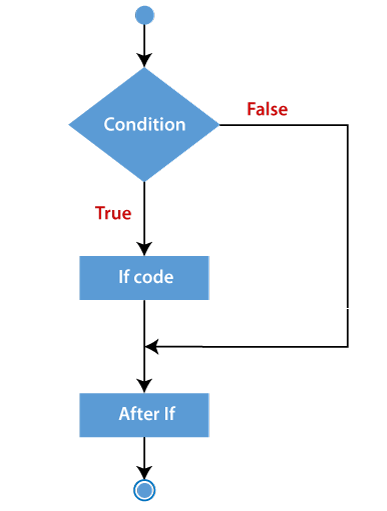 Condition
False
True
If code
After If